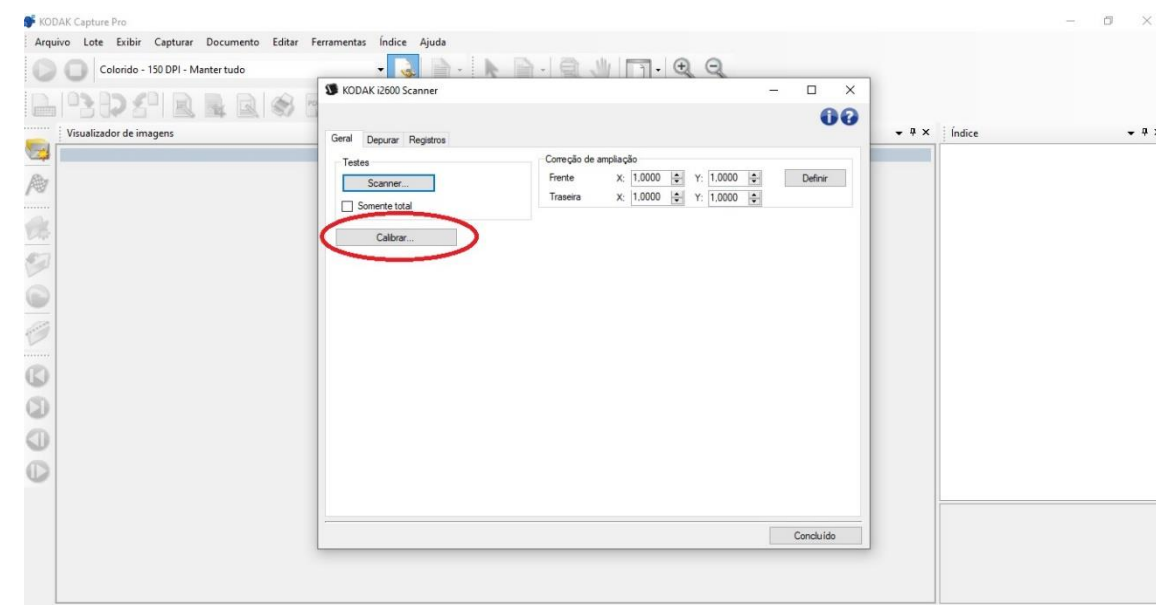 KODAK Capture Pro
Arquivo Lote Exibir Capturar Documento Editar Ferramentas Índice Ajuda
Colorido - 150 DPI - Manter tudo
KODAK i2600 Scanner
Visualizador de imagens
Índice
Geral Depurar Registros
Testes
Scanner...
Somente total
Calibrar...
Correção de ampliação
Frente X: 1,0000 Y: 1,0000 Definir
Traseira X: 1,0000 Y: 1,0000
Concluído